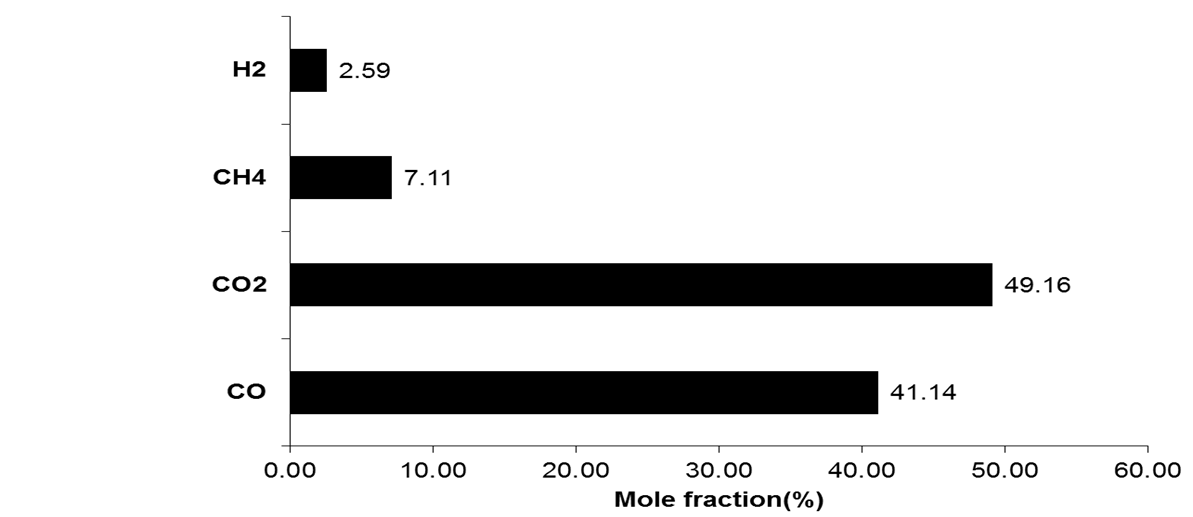 H2 2.59
CH4 7.11
CO2 49.16
CO 41.14
0.00 10.00 20.00 30.00 40.00 50.00 60.00
Mole fraction(%)